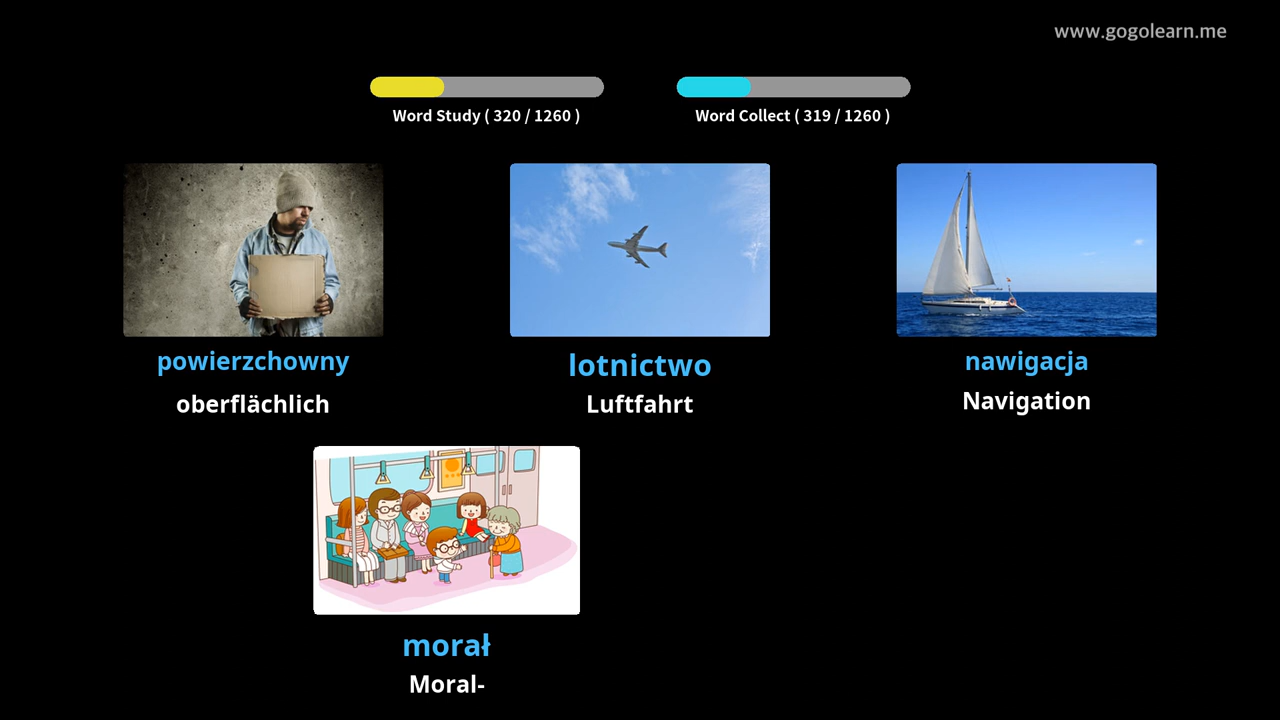 www.gogolearn.me
Word Study ( 320 / 1260 )
Word Collect ( 319 / 1260 )
powierzchowny
lotnictwo
nawigacja
oberflächlich
Luftfahrt
Navigation
morał
Moral-